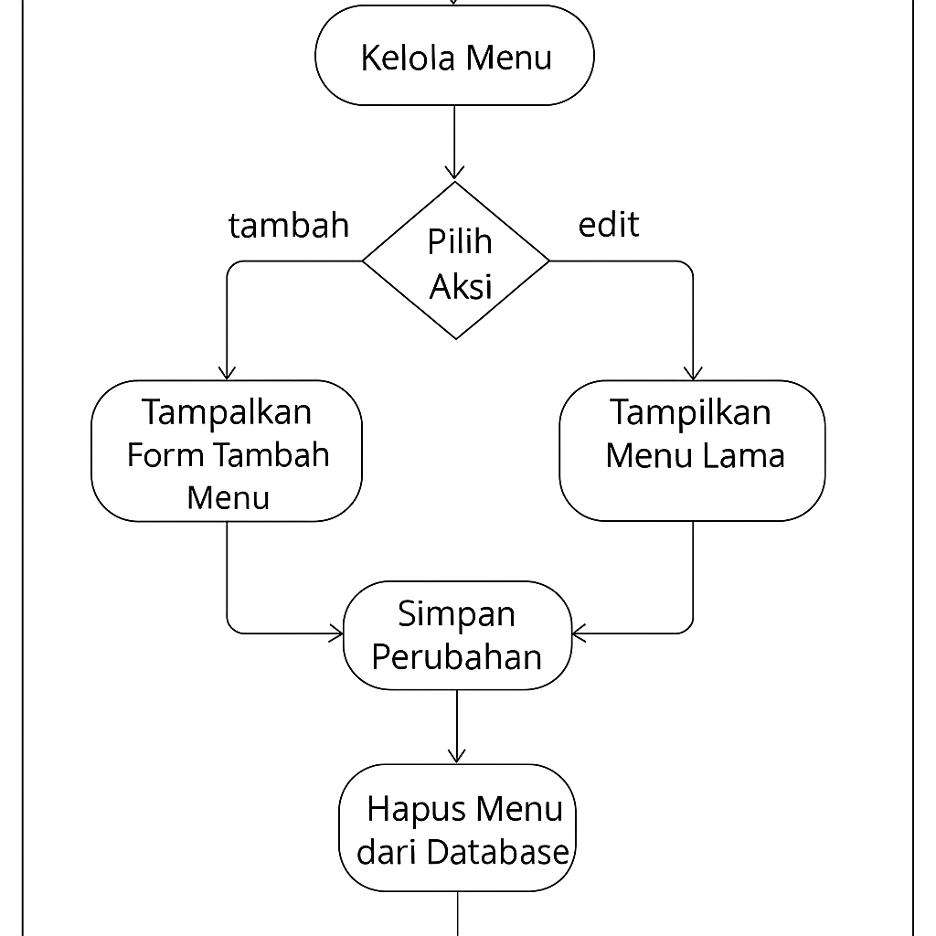 Kelola Menu
tambah
edit
Pilih
Aksi
Tampalkan
Form Tambah
Menu
Tampilkan
Menu Lama
Simpan
Perubahan
Hapus Menu
dari Database